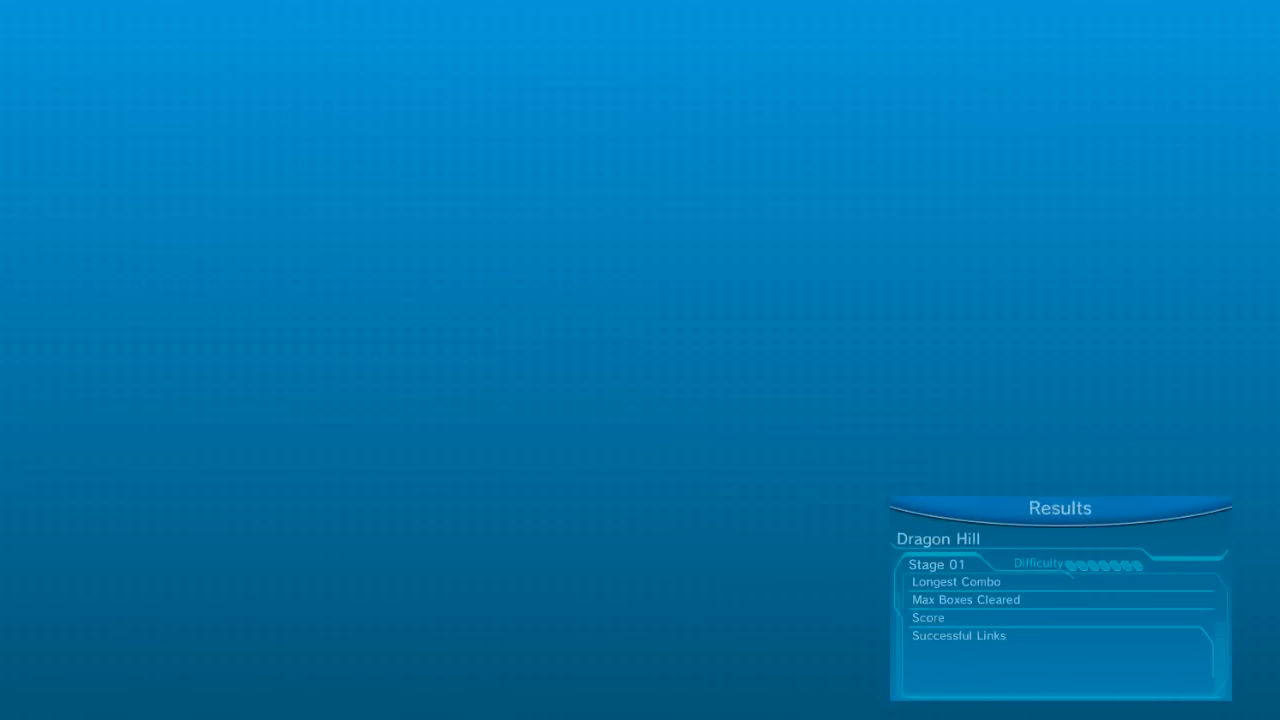 Results
Dragon Hill
Stage 01 Difficulty
Longest Combo
Max Boxes Cleared
Score
Successful Links